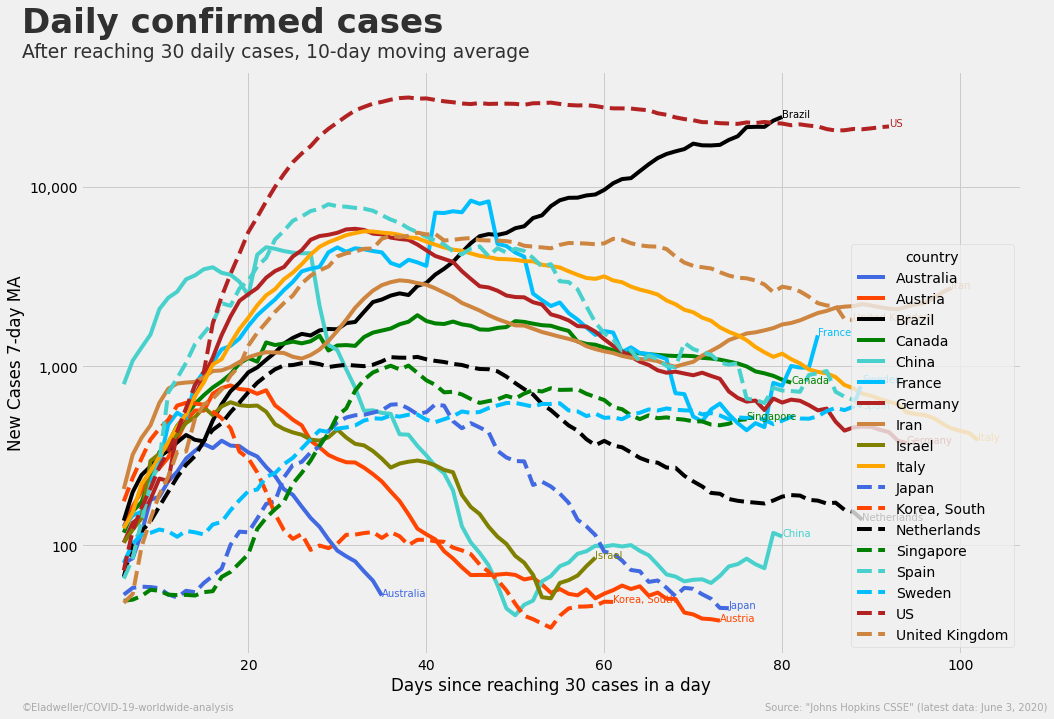 Daily confirmed cases
After reaching 30 daily cases, 10-day moving average
New Cases 7-day MA
10,000
1,000
100
20
40
60
80
100
Days since reaching 30 cases in a day
Brazil
US
Iran
France
Canada
Singapore
Germany
Italy
Netherlands
China
Israel
Australia
Korea, South
Japan
Austria
country
Australia
Austria
Brazil
Canada
China
France
Germany
Iran
Israel
Italy
Japan
Korea, South
Netherlands
Singapore
Spain
Sweden
US
United Kingdom
©Eladweller/COVID-19-worldwide-analysis
Source: "Johns Hopkins CSSE" (latest data: June 3, 2020)